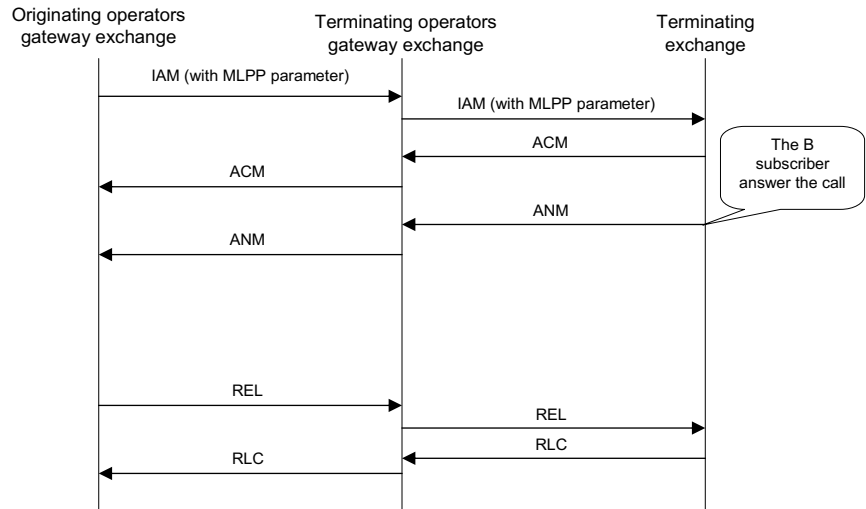 Originating operators
gateway exchange
Terminating operators
gateway exchange
Terminating
exchange
IAM (with MLPP parameter)
IAM (with MLPP parameter)
ACM
The B
subscriber
answer the call
ACM
ANM
ANM
REL
REL
RLC
RLC